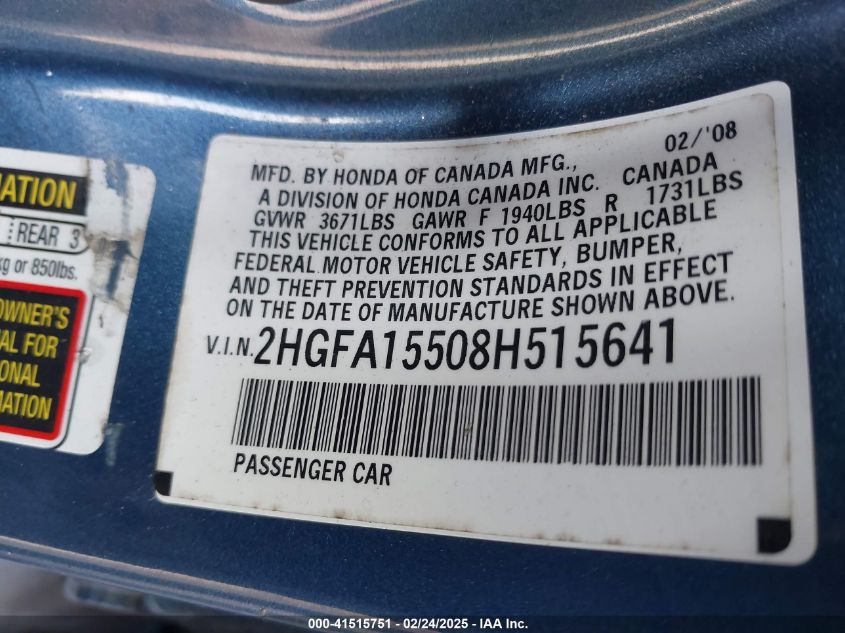 02/'08
MFD. BY HONDA OF CANADA MFG.,
A DIVISION OF HONDA CANADA INC. CANADA
GVWR 3671LBS GAWR F 1940LBS R 1731LBS
THIS VEHICLE CONFORMS TO ALL APPLICABLE
FEDERAL MOTOR VEHICLE SAFETY, BUMPER,
AND THEFT PREVENTION STANDARDS IN EFFECT
ON THE DATE OF MANUFACTURE SHOWN ABOVE.
V.I.N. 2HGFA15508H515641
PASSENGER CAR
MATION
REAR 3
kg or 850lbs.
OWNER'S
AL FOR
ONAL
MATION
000-41515751 - 02/24/2025 - IAA Inc.